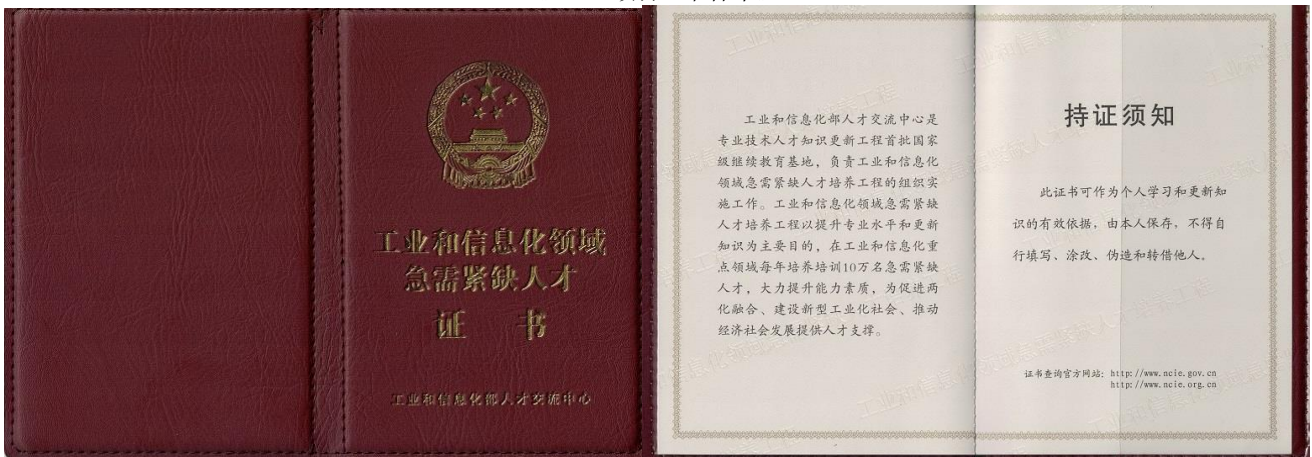 工业和信息化领域
急需紧缺人才
证 书
工业和信息化部人才交流中心
工业和信息化部人才交流中心是
专业技术人才知识更新工程首批国家
级继续教育基地，负责工业和信息化
领域急需紧缺人才培养工程的组织实
施工作。工业和信息化领域急需紧缺
人才培养工程以提升专业水平和更新
知识为主要目的，在工业和信息化重
点领域每年培养培训10万名急需紧缺
人才，大力提升能力素质，为促进两
化融合、建设新型工业化社会、推动
经济社会发展提供人才支撑。
持证须知
此证书可作为个人学习和更新知
识的有效依据，由本人保存，不得自
行填写、涂改、伪造和转借他人。
证书查询官方网站：http://www.ncie.gov.cn
http://www.ncie.org.cn